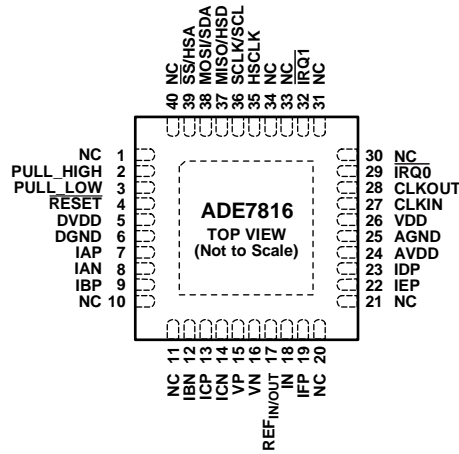 40 NC
39 SS/HSA
38 MOSI/SDA
37 MISO/HSD
36 SCLK/SCL
35 HSCLK
34 NC
33 NC
32 IRQ1
31 NC
NC 1
PULL_HIGH 2
PULL_LOW 3
RESET 4
DVDD 5
DGND 6
IAP 7
IAN 8
IBP 9
NC 10
ADE7816
TOP VIEW
(Not to Scale)
30 NC
29 IRQ0
28 CLKOUT
27 CLKIN
26 VDD
25 AGND
24 AVDD
23 IDP
22 IEP
21 NC
NC 11
IBN 12
ICP 13
ICN 14
VP 15
VN 16
REFIN/OUT 17
IN 18
IFP 19
NC 20